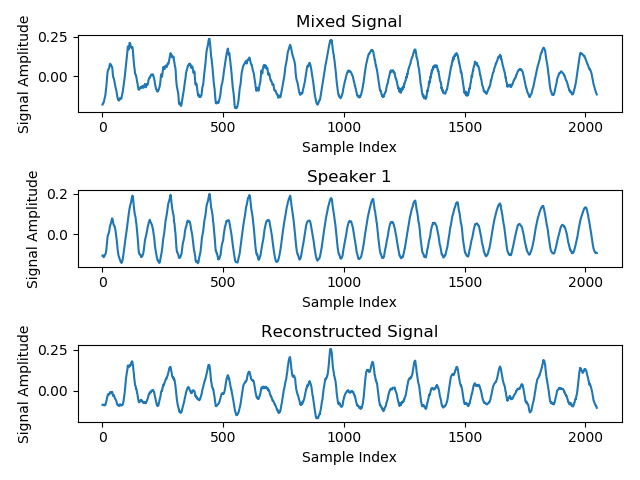 Mixed Signal
0.25
0.00
Signal Amplitude
0 500 1000 1500 2000
Sample Index
Speaker 1
0.2
0.0
Signal Amplitude
0 500 1000 1500 2000
Sample Index
Reconstructed Signal
0.25
0.00
Signal Amplitude
0 500 1000 1500 2000
Sample Index